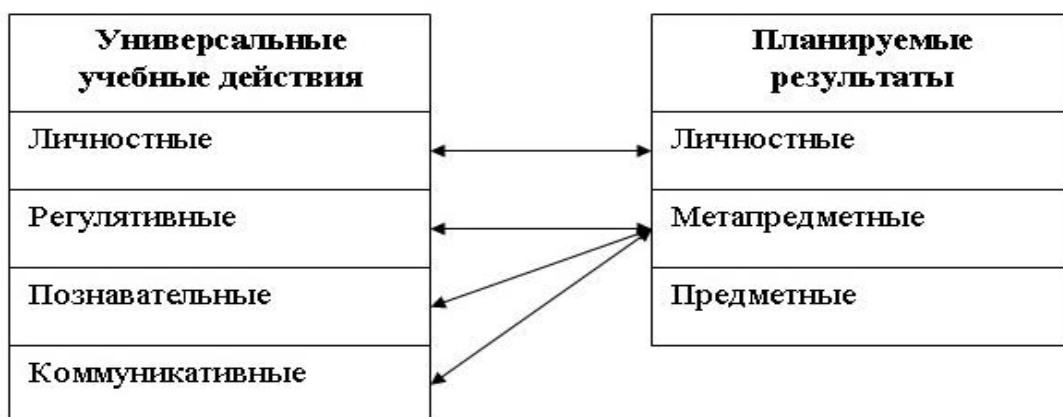 Универсальные
учебные действия
Личностные
Регулятивные
Познавательные
Коммуникативные
Планируемые
результаты
Личностные
Метапредметные
Предметные